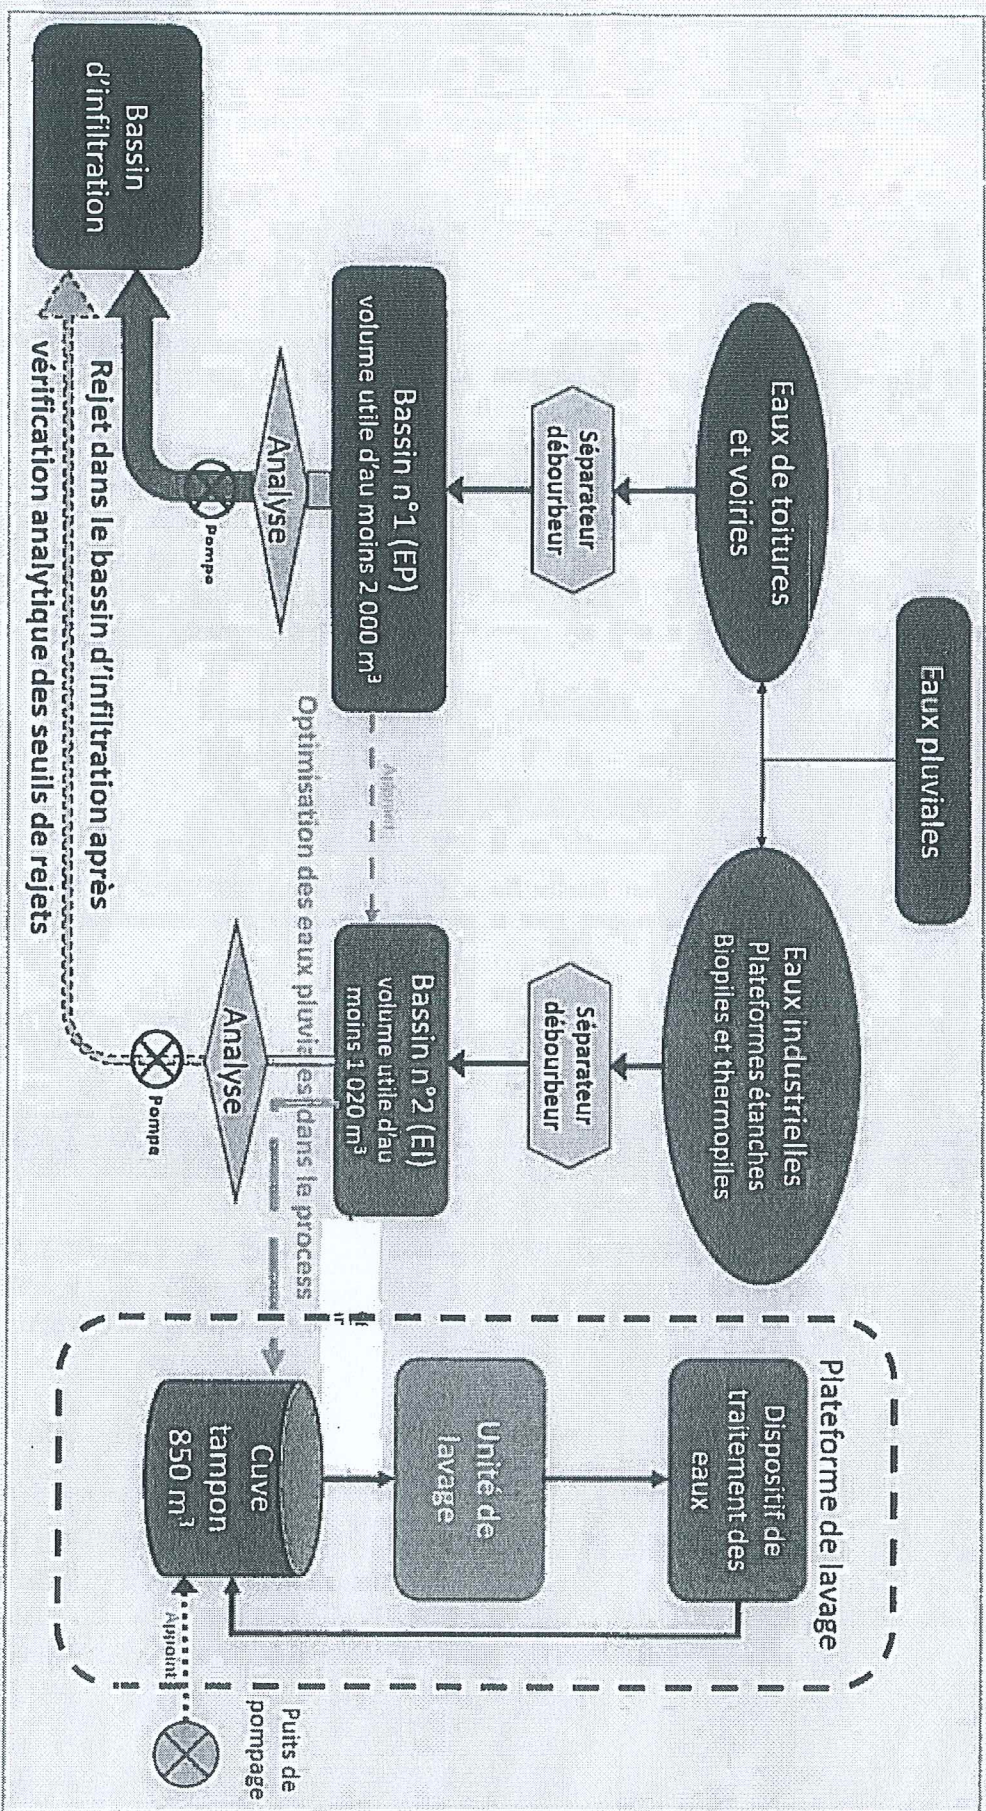 Eaux pluviales
Eaux de toitures
et voiries
Eaux industrielles
Plateformes étanches
Biopiles et thermopiles
Séparateur
débourbeur
Séparateur
débourbeur
Bassin n°1 (EP)
volume utile d'au moins 2 000 m³
Appoint
Bassin n°2 (EI)
volume utile d'au
moins 1 020 m³
Optimisation des eaux pluviales dans le process
Analyse
Pompe
Analyse
Pompe
Bassin
d'infiltration
Rejet dans le bassin d'infiltration après
vérification analytique des seuils de rejets
Plateforme de lavage
Dispositif de
traitement des
eaux
Unité de
lavage
Cuve
tampon
850 m³
Appoint
Puits de
pompage